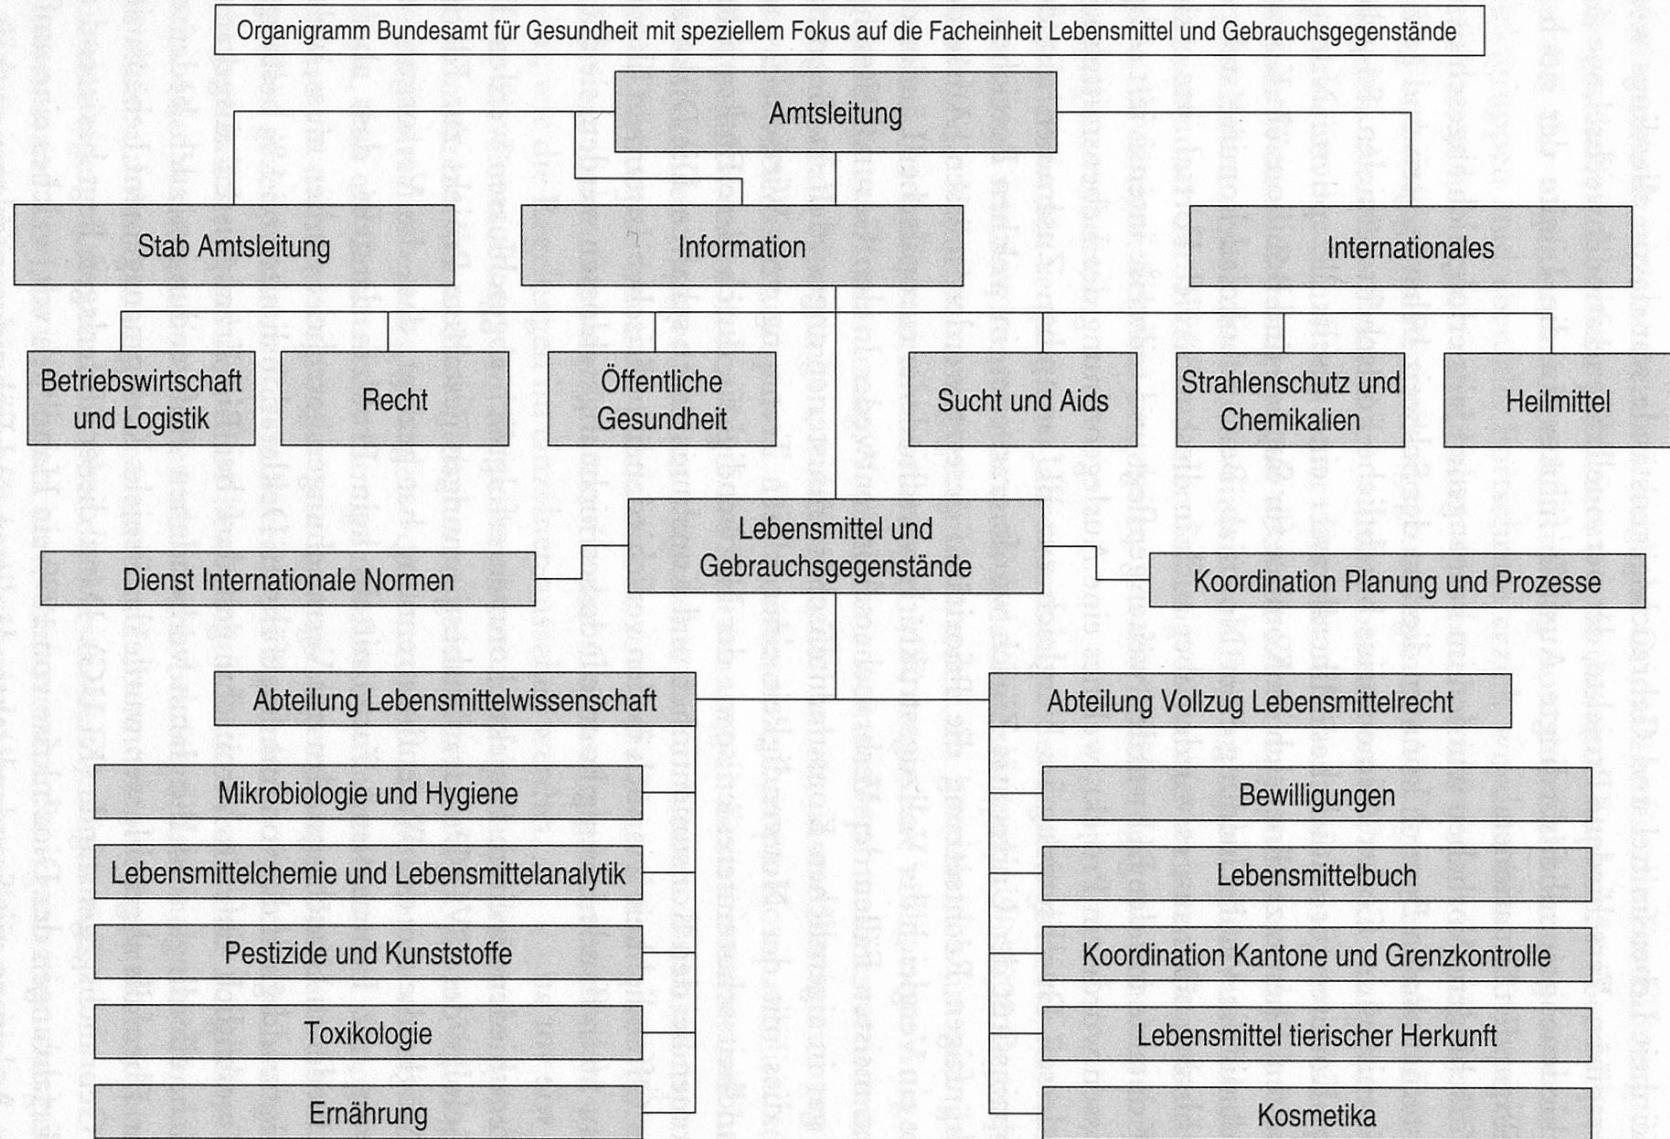 Organigramm Bundesamt für Gesundheit mit speziellem Fokus auf die Facheinheit Lebensmittel und Gebrauchsgegenstände
Amtsleitung
Stab Amtsleitung
Information
Internationales
Betriebswirtschaft
und Logistik
Recht
Öffentliche
Gesundheit
Sucht und Aids
Strahlenschutz und
Chemikalien
Heilmittel
Lebensmittel und
Gebrauchsgegenstände
Dienst Internationale Normen
Koordination Planung und Prozesse
Abteilung Lebensmittelwissenschaft
Mikrobiologie und Hygiene
Lebensmittelchemie und Lebensmittelanalytik
Pestizide und Kunststoffe
Toxikologie
Ernährung
Abteilung Vollzug Lebensmittelrecht
Bewilligungen
Lebensmittelbuch
Koordination Kantone und Grenzkontrolle
Lebensmittel tierischer Herkunft
Kosmetika